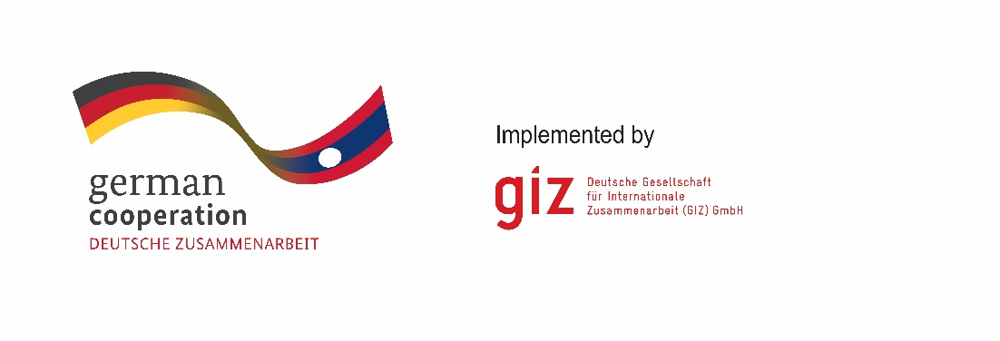 german
cooperation
DEUTSCHE ZUSAMMENARBEIT
Implemented by
giz
Deutsche Gesellschaft
für Internationale
Zusammenarbeit (GIZ) GmbH